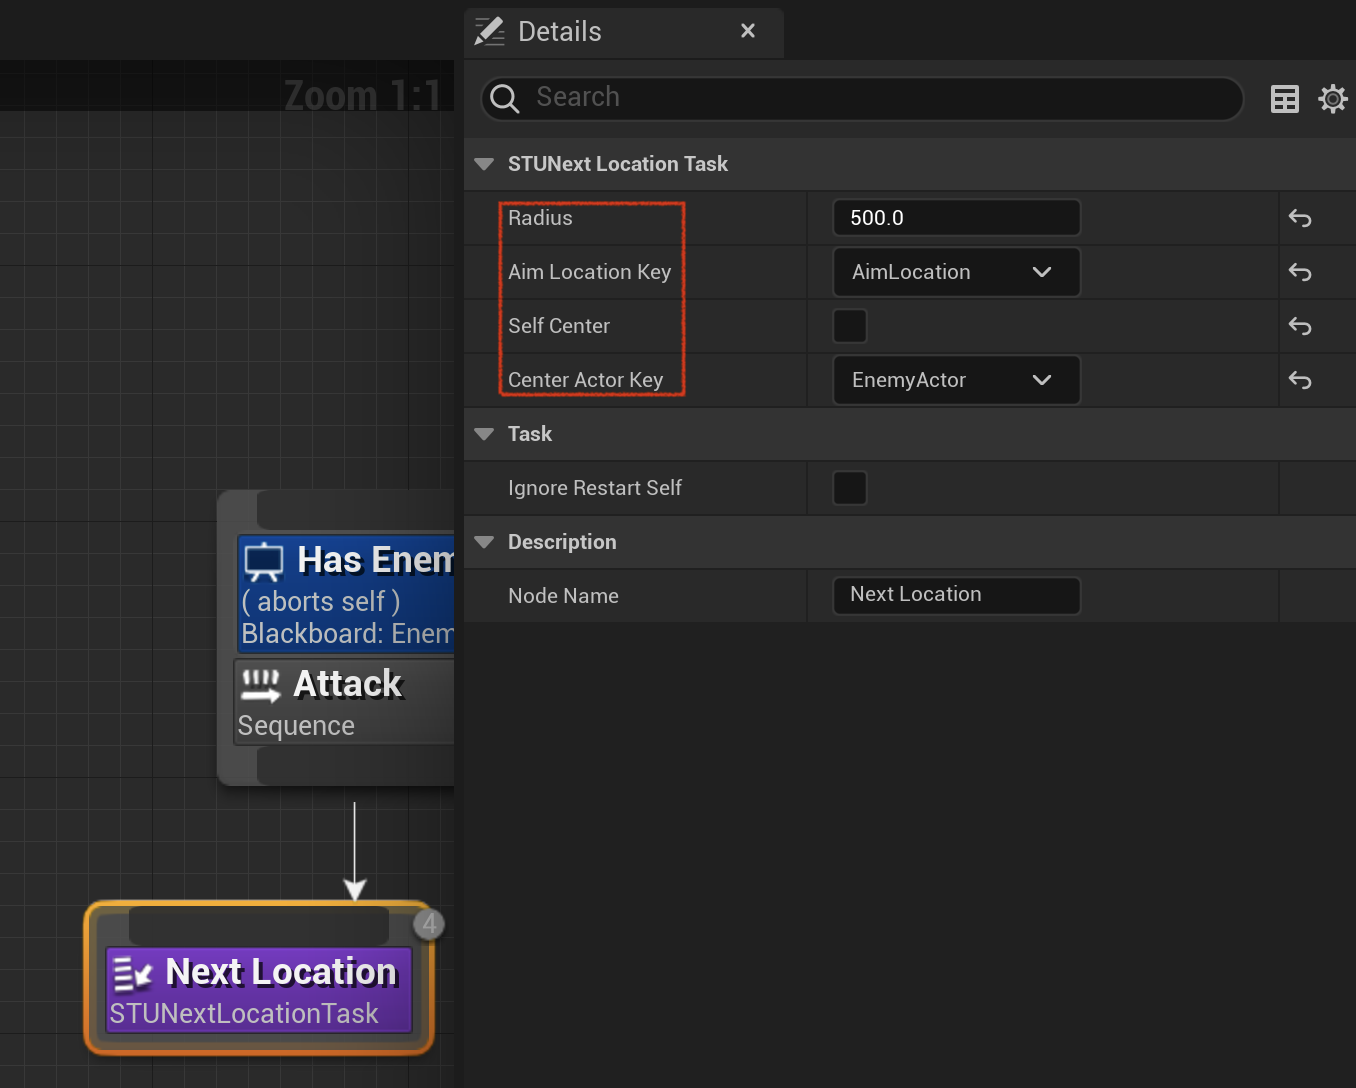 Details
Zoom 1:1
Search
STUNext Location Task
Radius
500.0
Aim Location Key
AimLocation
Self Center
Center Actor Key
EnemyActor
Task
Ignore Restart Self
Description
Node Name
Next Location
Has Enem
( aborts self )
Blackboard: Enem
Attack
Sequence
4
Next Location
STUNextLocationTask